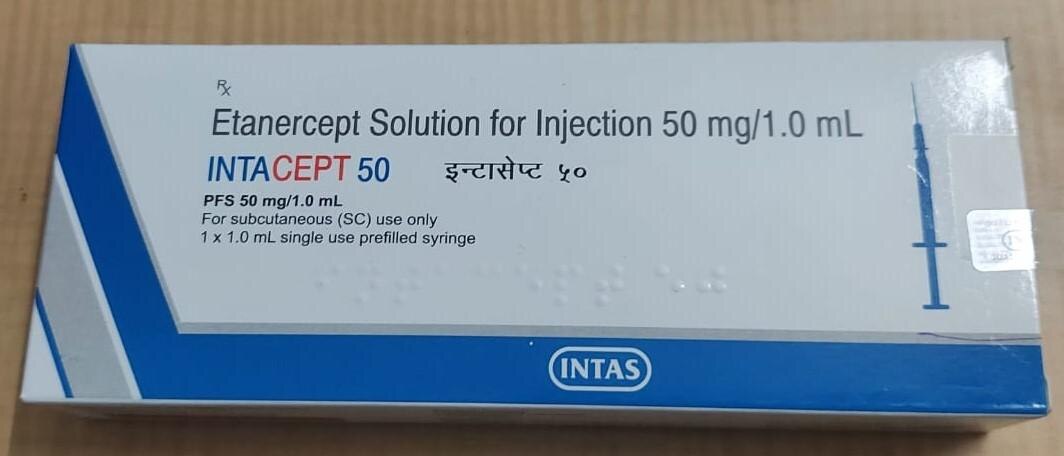 Rx
Etanercept Solution for Injection 50 mg/1.0 mL
INTACEPT 50 इन्टासेप्ट ५०
PFS 50 mg/1.0 mL
For subcutaneous (SC) use only
1 x 1.0 mL single use prefilled syringe
INTAS